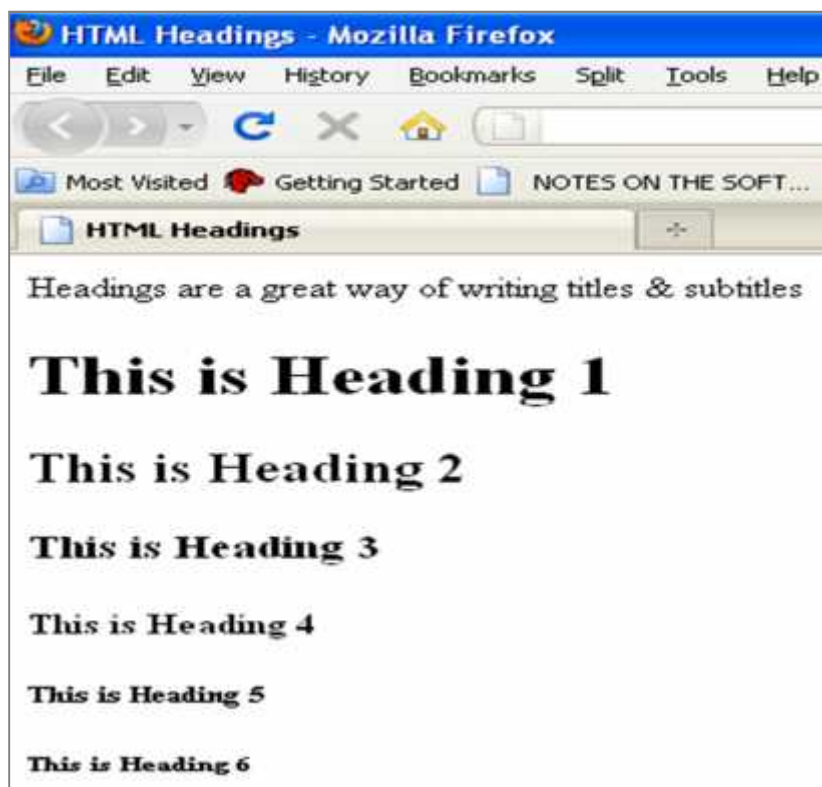 HTML Headings - Mozilla Firefox
File Edit View History Bookmarks Split Tools Help
Most Visited Getting Started NOTES ON THE SOFT...
HTML Headings
Headings are a great way of writing titles & subtitles
This is Heading 1
This is Heading 2
This is Heading 3
This is Heading 4
This is Heading 5
This is Heading 6